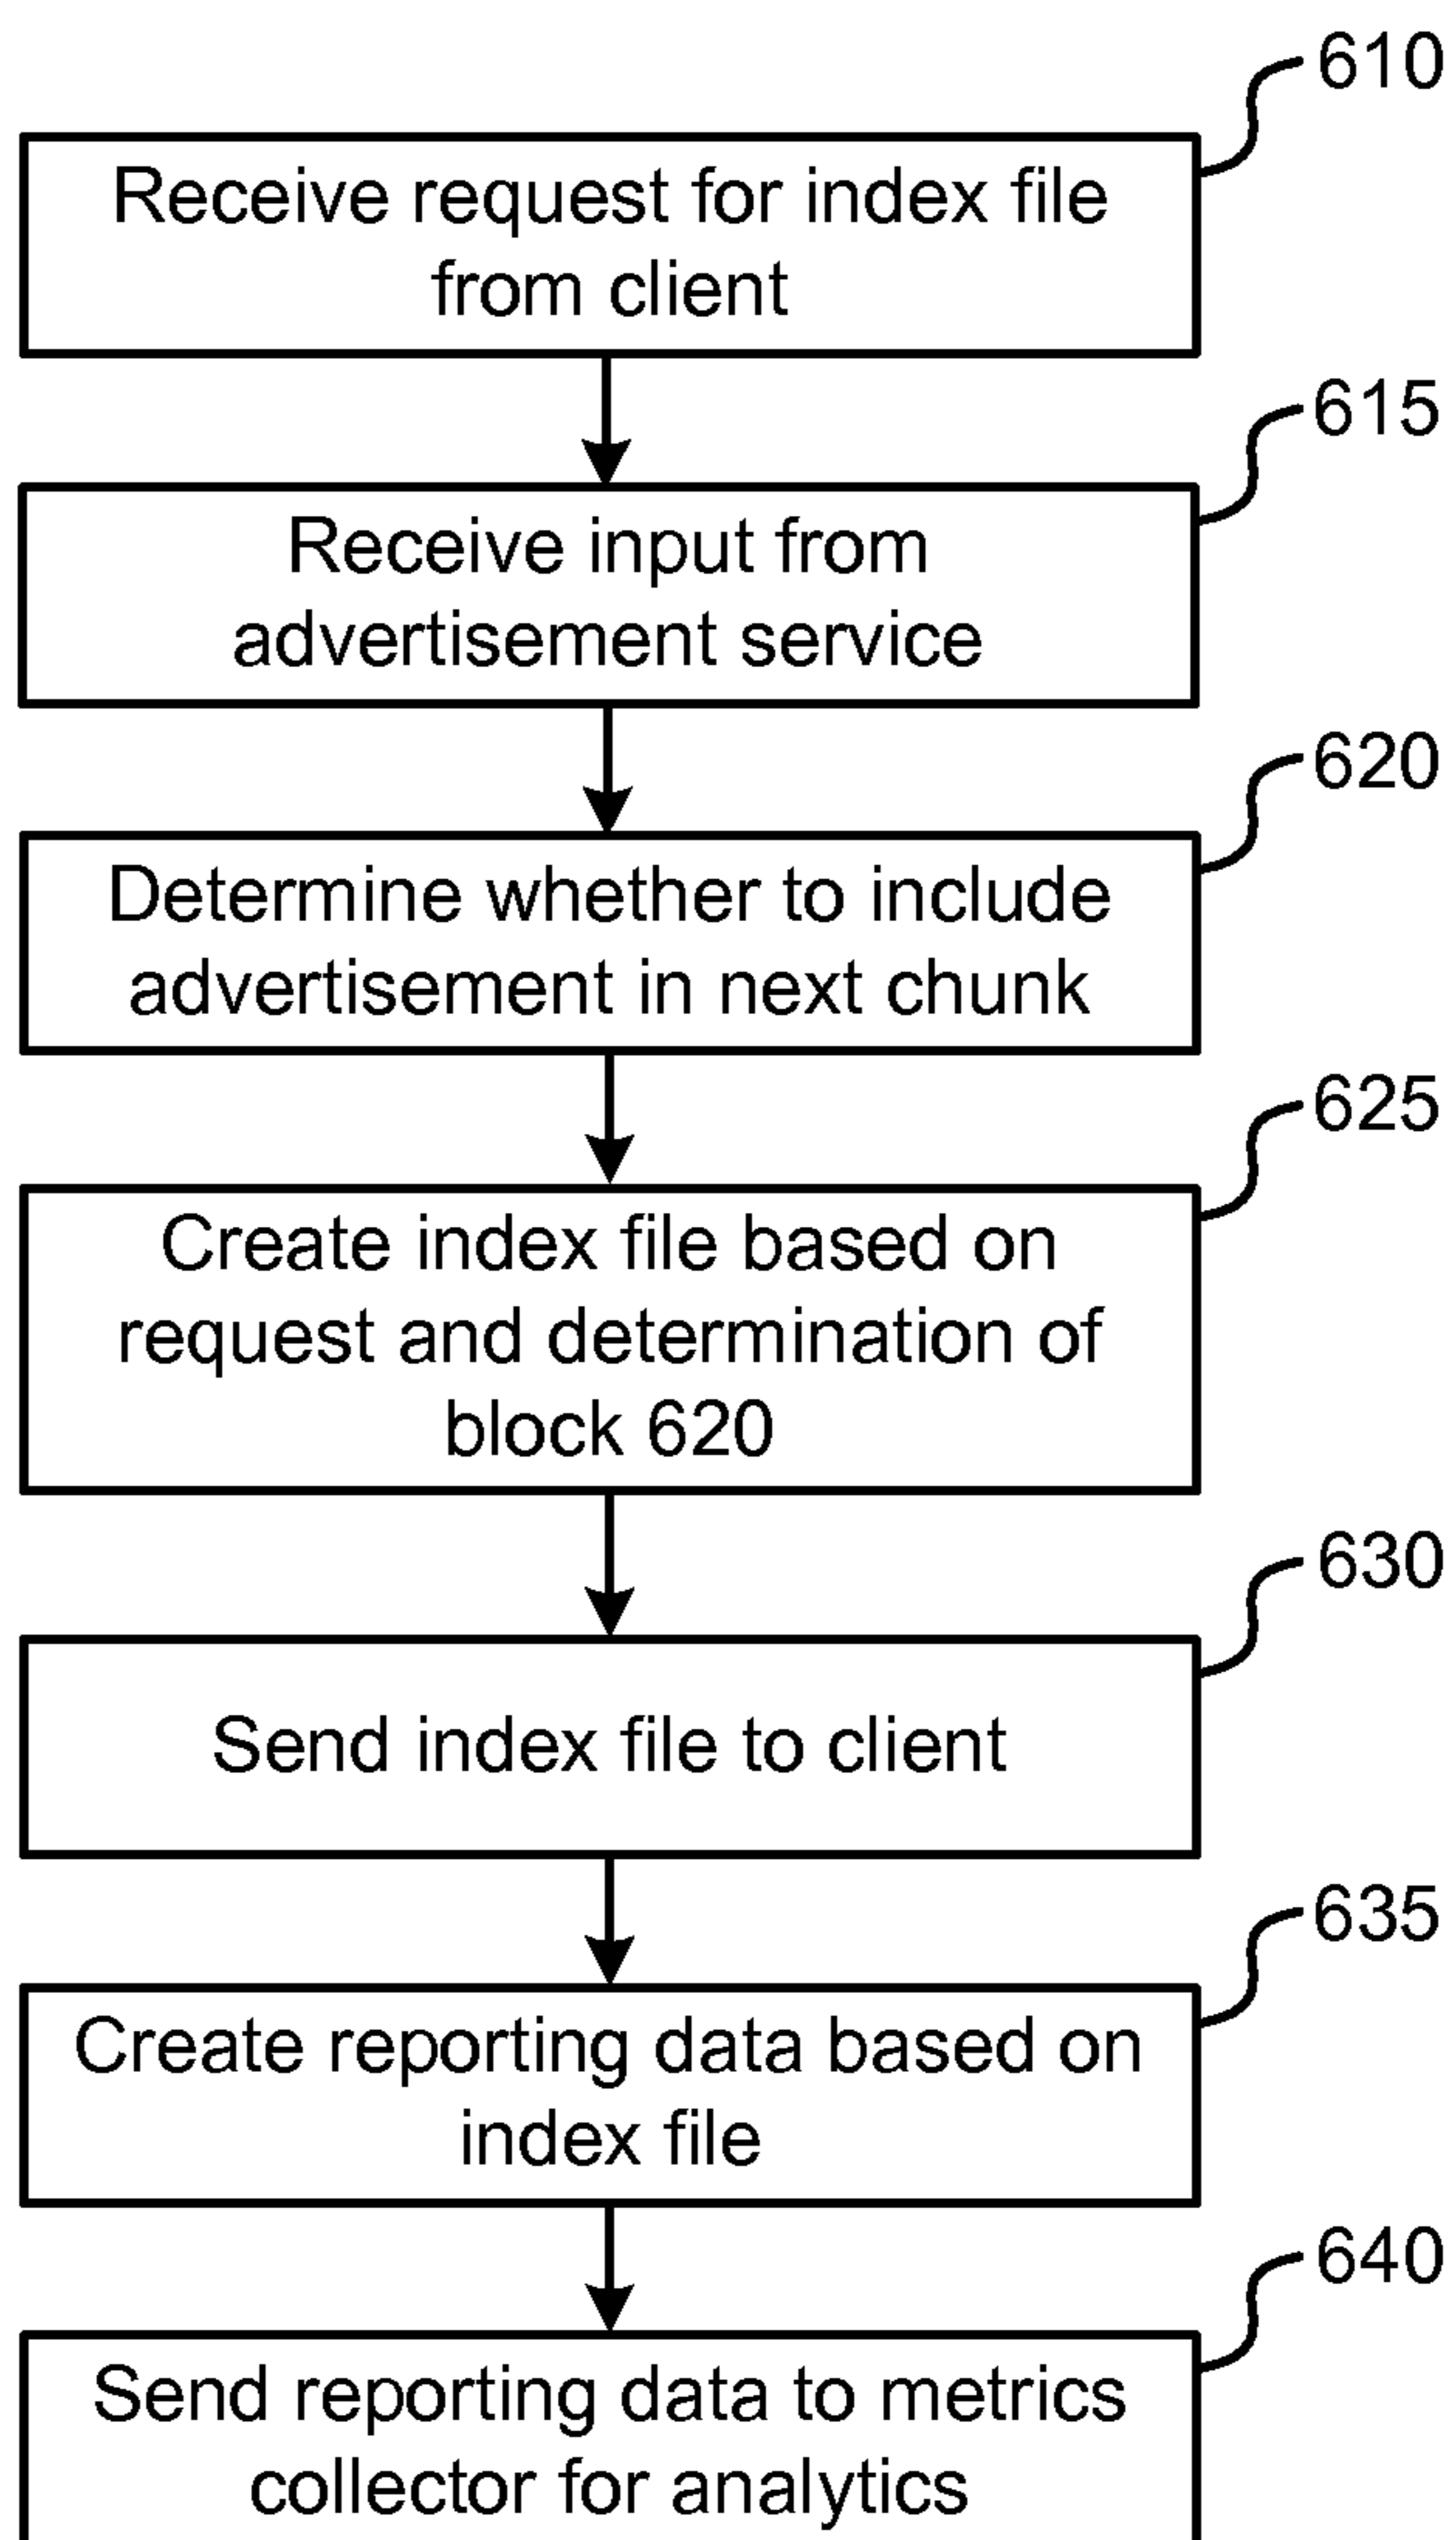 610
Receive request for index file
from client
615
Receive input from
advertisement service
620
Determine whether to include
advertisement in next chunk
625
Create index file based on
request and determination of
block 620
630
Send index file to client
635
Create reporting data based on
index file
640
Send reporting data to metrics
collector for analytics